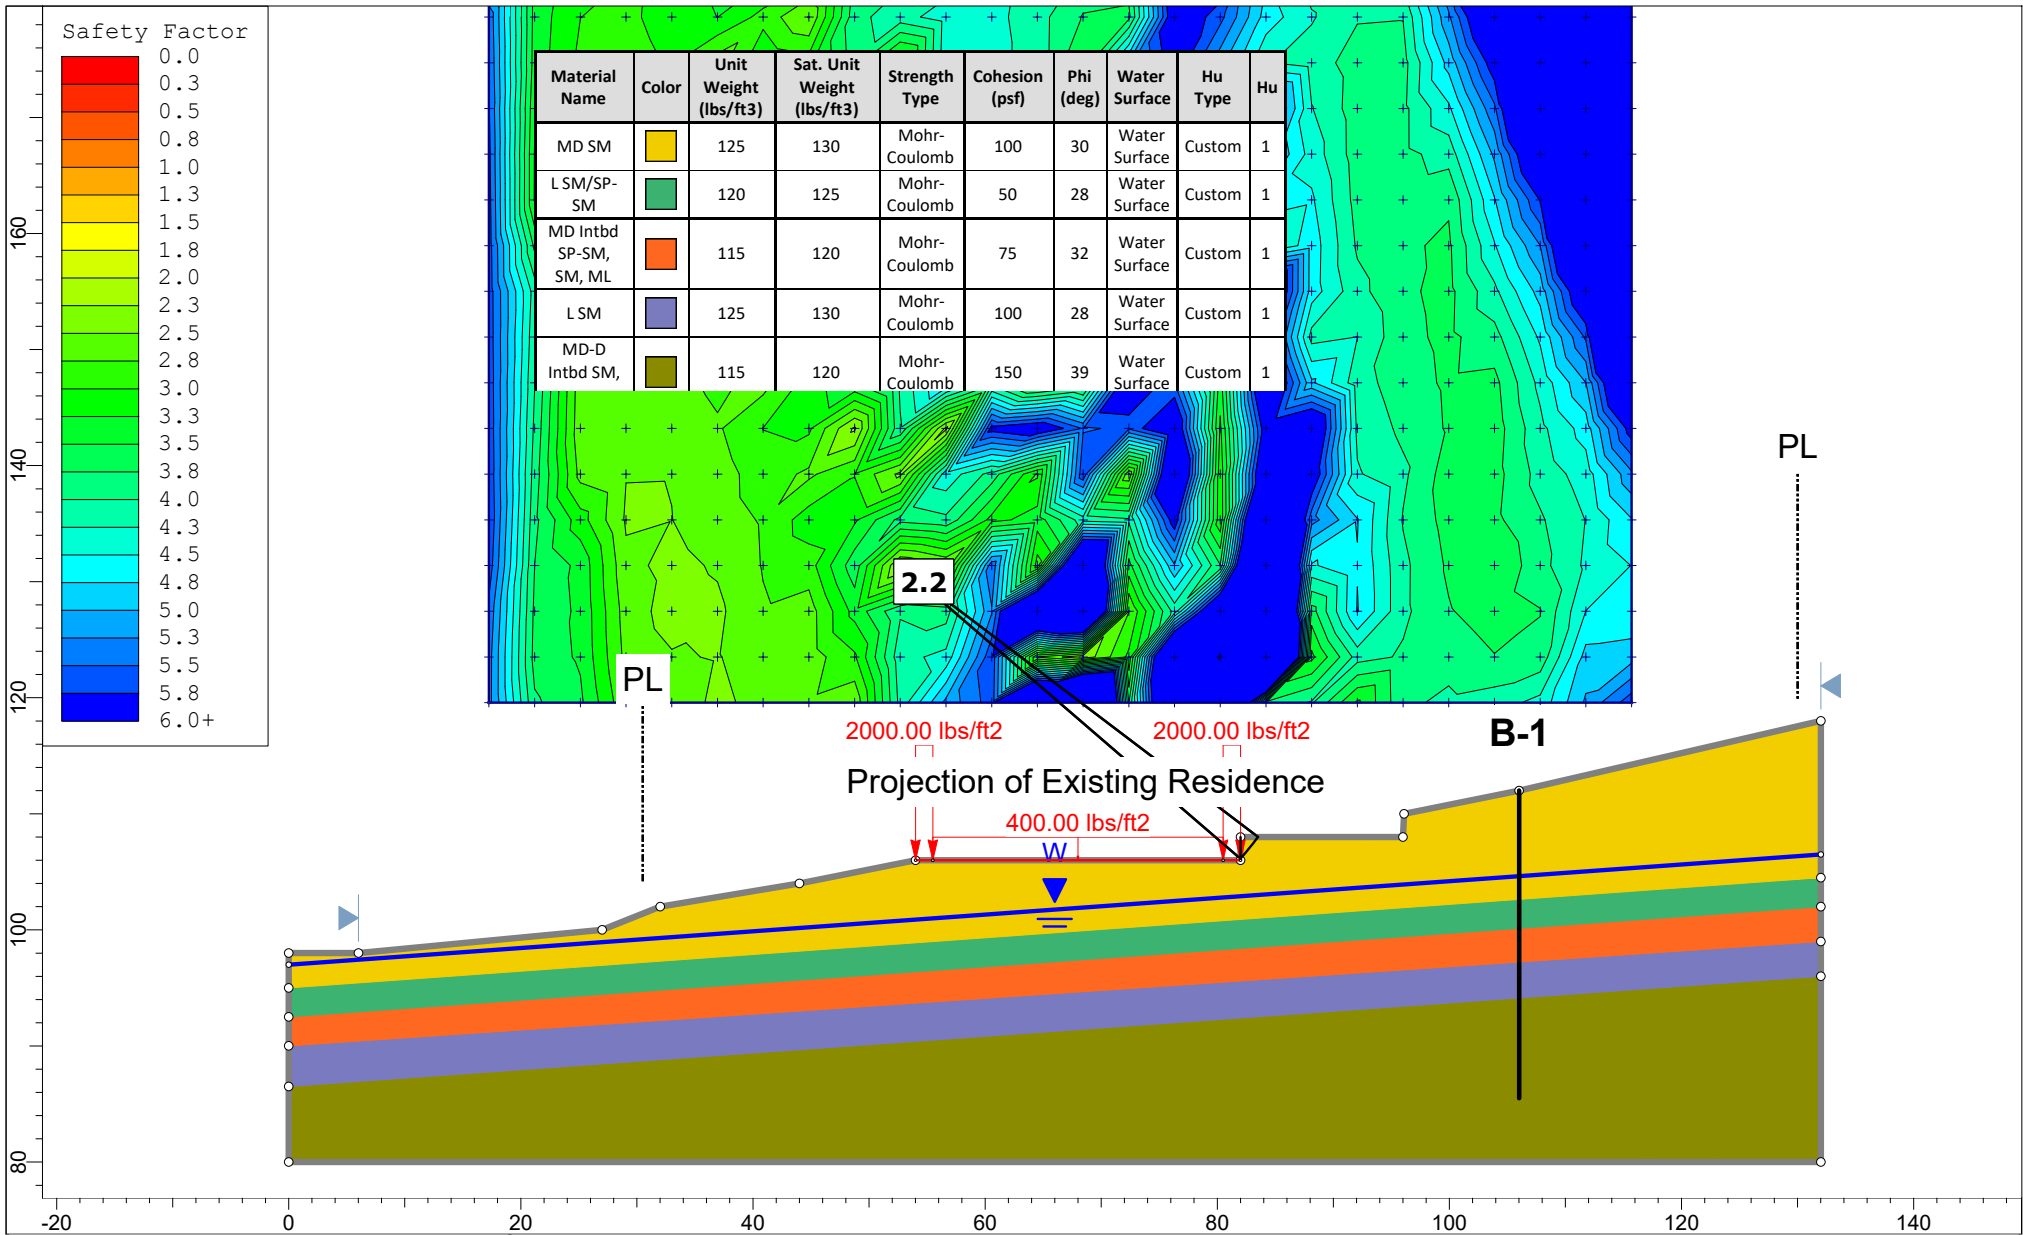 Safety Factor
0.0
0.3
0.5
0.8
1.0
1.3
1.5
1.8
2.0
2.3
2.5
2.8
3.0
3.3
3.5
3.8
4.0
4.3
4.5
4.8
5.0
5.3
5.5
5.8
6.0+
Material Name Color Unit Weight (lbs/ft3) Sat. Unit Weight (lbs/ft3) Strength Type Cohesion (psf) Phi (deg) Water Surface Hu Type Hu
MD SM 125 130 Mohr-Coulomb 100 30 Water Surface Custom 1
L SM/SP-SM 120 125 Mohr-Coulomb 50 28 Water Surface Custom 1
MD Intbd SP-SM, SM, ML 115 120 Mohr-Coulomb 75 32 Water Surface Custom 1
L SM 125 130 Mohr-Coulomb 100 28 Water Surface Custom 1
MD-D Intbd SM, 115 120 Mohr-Coulomb 150 39 Water Surface Custom 1
2.2
PL
PL
2000.00 lbs/ft2
2000.00 lbs/ft2
B-1
Projection of Existing Residence
400.00 lbs/ft2
W
160
140
120
100
80
-20 0 20 40 60 80 100 120 140